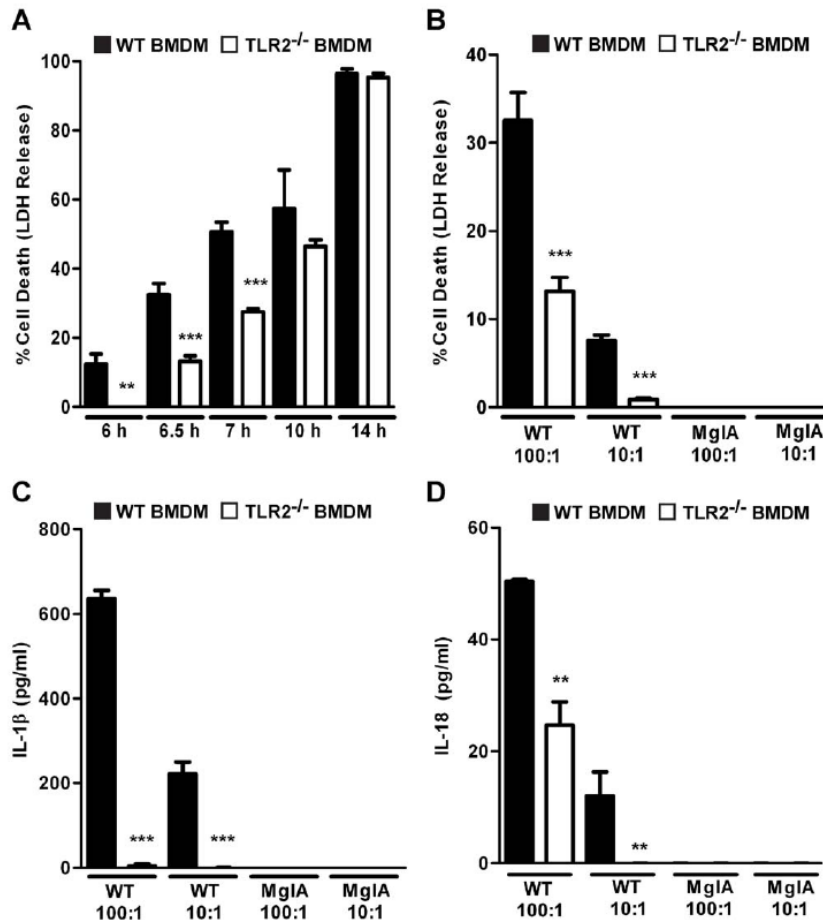 A
WT BMDM TLR2-/- BMDM
%Cell Death (LDH Release)
100
80
60
40
20
0
**
***
***
6 h 6.5 h 7 h 10 h 14 h
B
WT BMDM TLR2-/- BMDM
%Cell Death (LDH Release)
40
30
20
10
0
***
***
WT WT MglA MglA
100:1 10:1 100:1 10:1
C
WT BMDM TLR2-/- BMDM
IL-1β (pg/ml)
800
600
400
200
0
***
***
WT WT MglA MglA
100:1 10:1 100:1 10:1
D
WT BMDM TLR2-/- BMDM
IL-18 (pg/ml)
60
40
20
0
**
**
WT WT MglA MglA
100:1 10:1 100:1 10:1